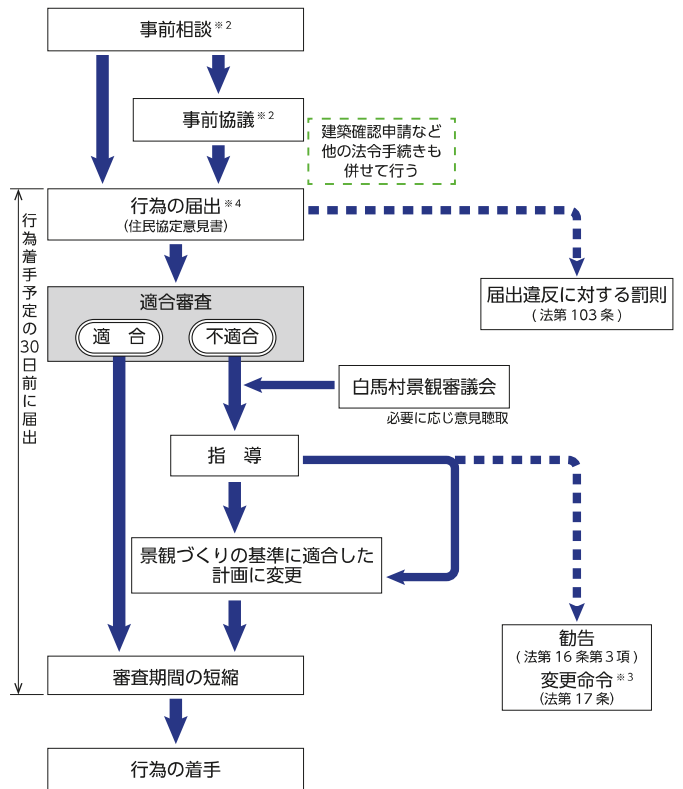 事前相談※2
事前協議※2
建築確認申請など
他の法令手続きも
併せて行う
行為着手予定の30日前に届出
行為の届出※4
（住民協定意見書）
届出違反に対する罰則
（法第103条）
適合審査
適　合
不適合
白馬村景観審議会
必要に応じ意見聴取
指　導
景観づくりの基準に適合した
計画に変更
勧告
（法第16条第3項）
変更命令※3
（法第17条）
審査期間の短縮
行為の着手